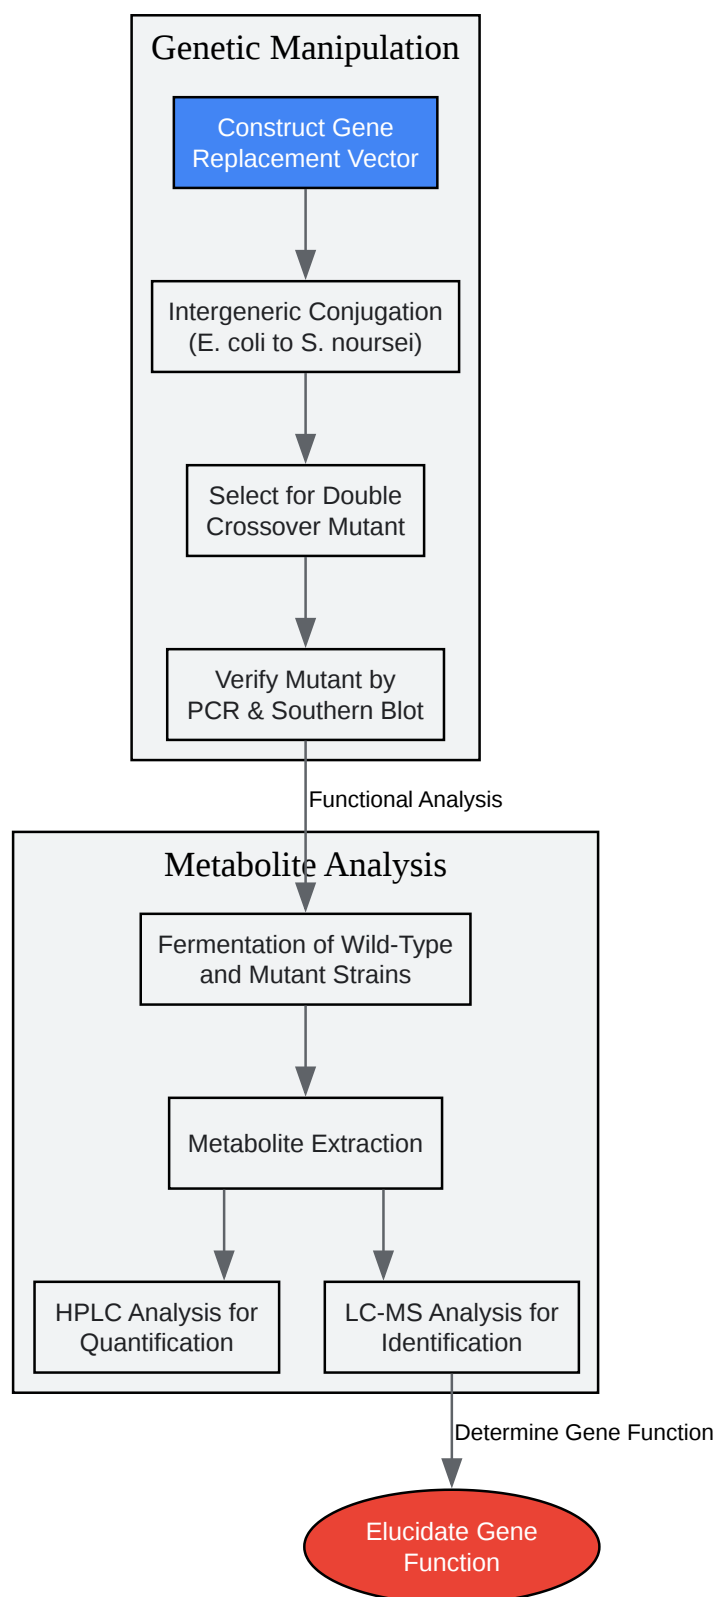 Genetic Manipulation
Construct Gene
Replacement Vector
Intergeneric Conjugation
(E. coli to S. noursei)
Select for Double
Crossover Mutant
Verify Mutant by
PCR & Southern Blot
Functional Analysis
Metabolite Analysis
Fermentation of Wild-Type
and Mutant Strains
Metabolite Extraction
HPLC Analysis for
Quantification
LC-MS Analysis for
Identification
Determine Gene Function
Elucidate Gene
Function